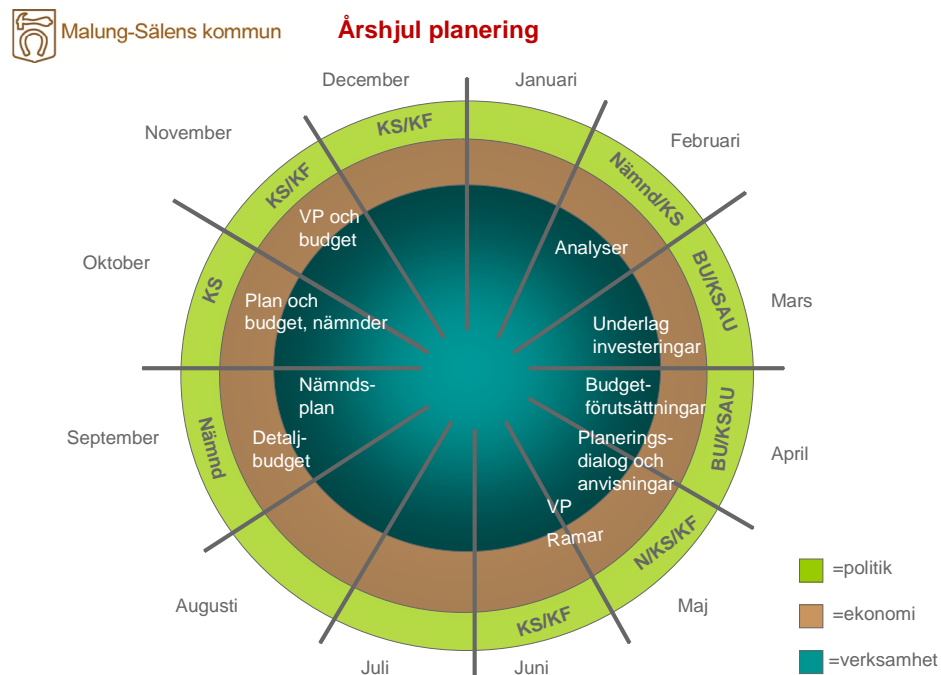 Malung-Sälens kommun
Årshjul planering
December
Januari
November
Februari
KS/KF
KS/KF
Nämnd/KS
VP och
budget
Analyser
Oktober
KS
BU/KSAU
Mars
Plan och
budget, nämnder
Underlag
investeringar
Nämnds-
plan
Budget-
förutsättningar
September
Nämnd
Detalj-
budget
Planerings-
dialog och
anvisningar
BU/KSAU
April
VP
Ramar
N/KS/KF
KS/KF
Augusti
Maj
Juli
Juni
=politik
=ekonomi
=verksamhet